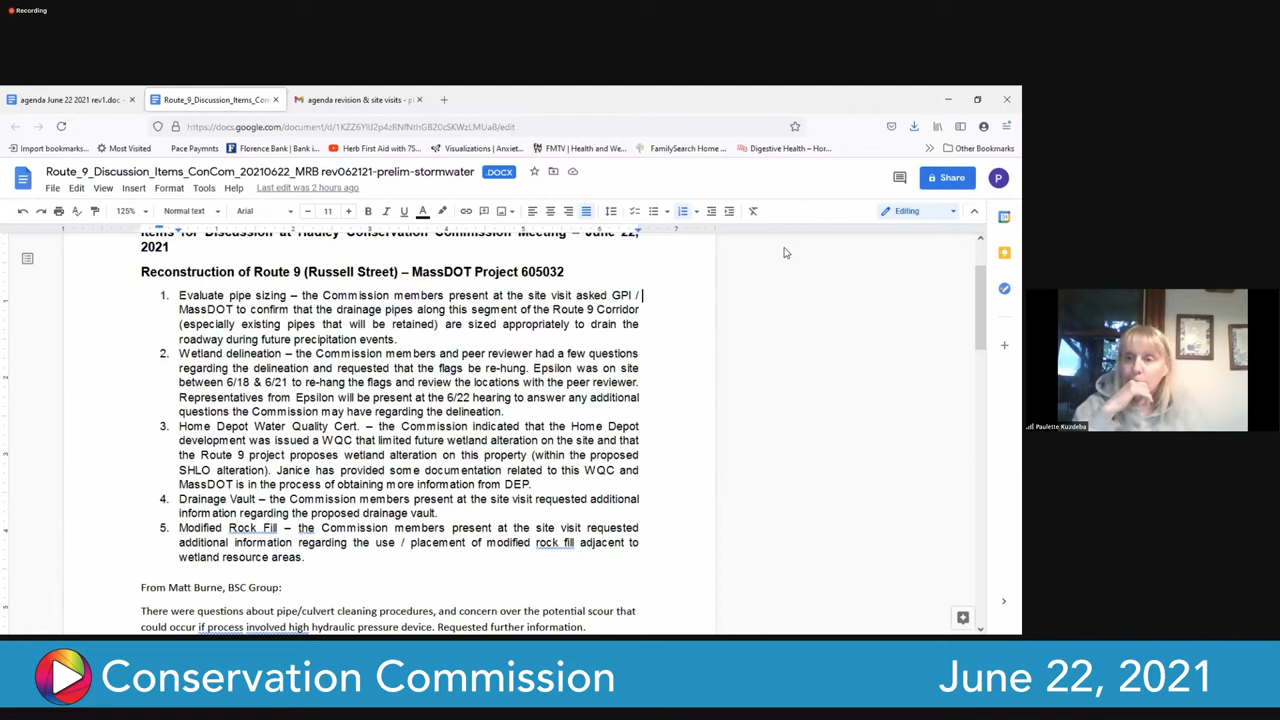 Recording
agenda June 22 2021 rev1.doc
Route_9_Discussion_Items_Con
agenda revision & site visits - p
https://docs.google.com/document/d/
/edit
Import bookmarks...
Most Visited
Pace Paymnts
Florence Bank | Bank i...
Herb First Aid with 7S...
Visualizations | Anxiet...
FMTV | Health and We...
FamilySearch Home ...
Digestive Health – Hor...
Other Bookmarks
Route_9_Discussion_Items_ConCom_20210622_MRB rev062121-prelim-stormwater
.DOCX
Share
P
File Edit View Insert Format Tools Help
Last edit was 2 hours ago
125%
Normal text
Arial
11
B I U A
Editing
1 1 2 3 4 5 6 7
Items for Discussion at Hadley Conservation Commission Meeting – June 22,
2021
Reconstruction of Route 9 (Russell Street) – MassDOT Project 605032
1. Evaluate pipe sizing – the Commission members present at the site visit asked GPI /
MassDOT to confirm that the drainage pipes along this segment of the Route 9 Corridor
(especially existing pipes that will be retained) are sized appropriately to drain the
roadway during future precipitation events.
2. Wetland delineation – the Commission members and peer reviewer had a few questions
regarding the delineation and requested that the flags be re-hung. Epsilon was on site
between 6/18 & 6/21 to re-hang the flags and review the locations with the peer reviewer.
Representatives from Epsilon will be present at the 6/22 hearing to answer any additional
questions the Commission may have regarding the delineation.
3. Home Depot Water Quality Cert. – the Commission indicated that the Home Depot
development was issued a WQC that limited future wetland alteration on the site and that
the Route 9 project proposes wetland alteration on this property (within the proposed
SHLO alteration). Janice has provided some documentation related to this WQC and
MassDOT is in the process of obtaining more information from DEP.
4. Drainage Vault – the Commission members present at the site visit requested additional
information regarding the proposed drainage vault.
5. Modified Rock Fill – the Commission members present at the site visit requested
additional information regarding the use / placement of modified rock fill adjacent to
wetland resource areas.
From Matt Burne, BSC Group:
There were questions about pipe/culvert cleaning procedures, and concern over the potential scour that
could occur if process involved high hydraulic pressure device. Requested further information.
Paulette Kuzdeba
Conservation Commission
June 22, 2021